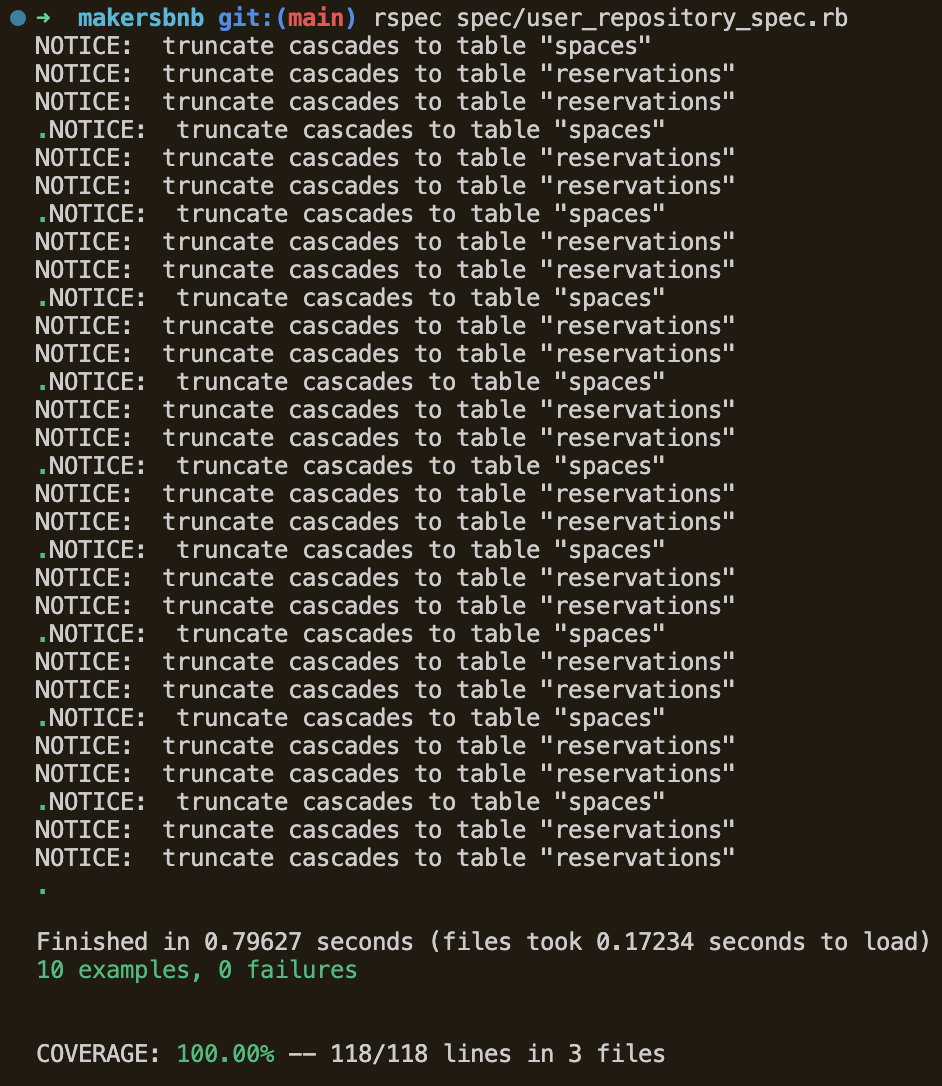 ➜  makersbnb git:(main) rspec spec/user_repository_spec.rb
NOTICE:  truncate cascades to table "spaces"
NOTICE:  truncate cascades to table "reservations"
NOTICE:  truncate cascades to table "reservations"
.NOTICE:  truncate cascades to table "spaces"
NOTICE:  truncate cascades to table "reservations"
NOTICE:  truncate cascades to table "reservations"
.NOTICE:  truncate cascades to table "spaces"
NOTICE:  truncate cascades to table "reservations"
NOTICE:  truncate cascades to table "reservations"
.NOTICE:  truncate cascades to table "spaces"
NOTICE:  truncate cascades to table "reservations"
NOTICE:  truncate cascades to table "reservations"
.NOTICE:  truncate cascades to table "spaces"
NOTICE:  truncate cascades to table "reservations"
NOTICE:  truncate cascades to table "reservations"
.NOTICE:  truncate cascades to table "spaces"
NOTICE:  truncate cascades to table "reservations"
NOTICE:  truncate cascades to table "reservations"
.NOTICE:  truncate cascades to table "spaces"
NOTICE:  truncate cascades to table "reservations"
NOTICE:  truncate cascades to table "reservations"
.NOTICE:  truncate cascades to table "spaces"
NOTICE:  truncate cascades to table "reservations"
NOTICE:  truncate cascades to table "reservations"
.NOTICE:  truncate cascades to table "spaces"
NOTICE:  truncate cascades to table "reservations"
NOTICE:  truncate cascades to table "reservations"
.NOTICE:  truncate cascades to table "spaces"
NOTICE:  truncate cascades to table "reservations"
NOTICE:  truncate cascades to table "reservations"
.
Finished in 0.79627 seconds (files took 0.17234 seconds to load)
10 examples, 0 failures
COVERAGE: 100.00% -- 118/118 lines in 3 files